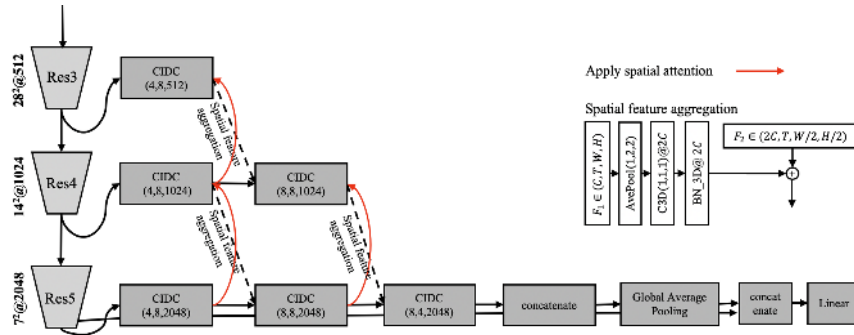 28²@512
Res3
CIDC
(4,8,512)
Spatial feature
aggregation
14²@1024
Res4
CIDC
(4,8,1024)
CIDC
(8,8,1024)
Spatial feature
aggregation
Spatial feature
aggregation
7²@2048
Res5
CIDC
(4,8,2048)
CIDC
(8,8,2048)
CIDC
(8,4,2048)
concatenate
Global Average
Pooling
concat
enate
Linear
Apply spatial attention
Spatial feature aggregation
F₁ ∈ (C,T,W,H)
AvePool(1,2,2)
C3D(1,1,1)@2C
BN_3D@ 2C
F₂ ∈ (2C,T,W/2,H/2)
+